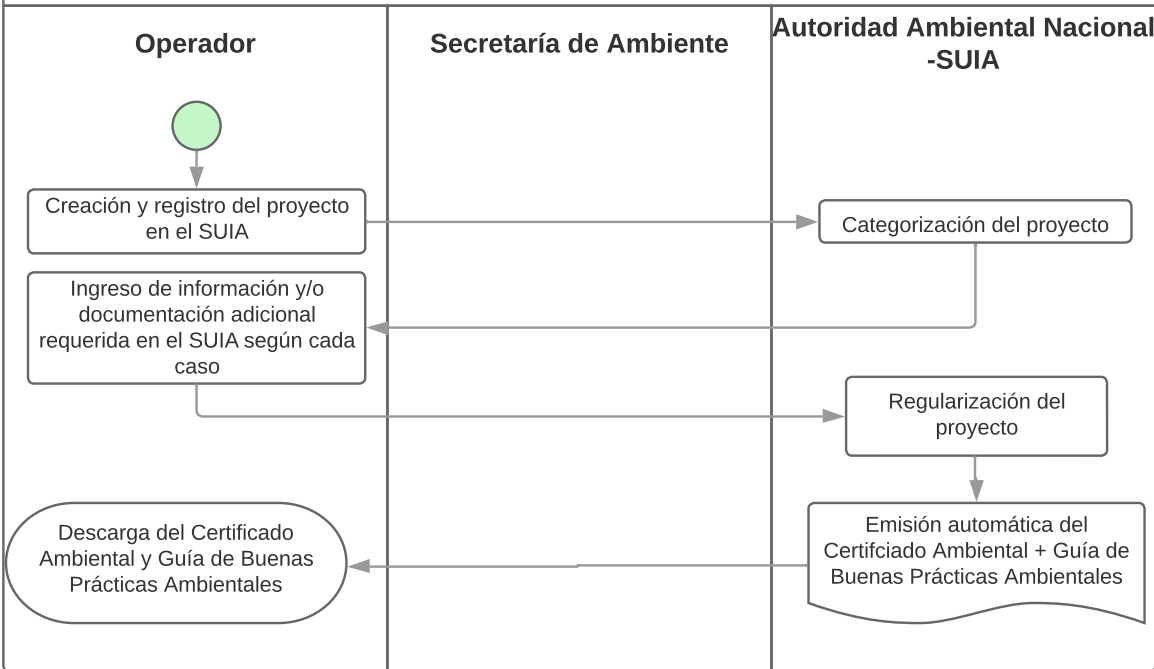 Operador
Secretaría de Ambiente
Autoridad Ambiental Nacional
-SUIA
Creación y registro del proyecto
en el SUIA
Categorización del proyecto
Ingreso de información y/o
documentación adicional
requerida en el SUIA según cada
caso
Regularización del
proyecto
Emisión automática del
Certifciado Ambiental + Guía de
Buenas Prácticas Ambientales
Descarga del Certificado
Ambiental y Guía de Buenas
Prácticas Ambientales